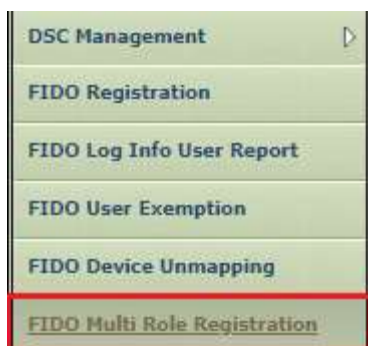 DSC Management
FIDO Registration
FIDO Log Info User Report
FIDO User Exemption
FIDO Device Unmapping
FIDO Multi Role Registration